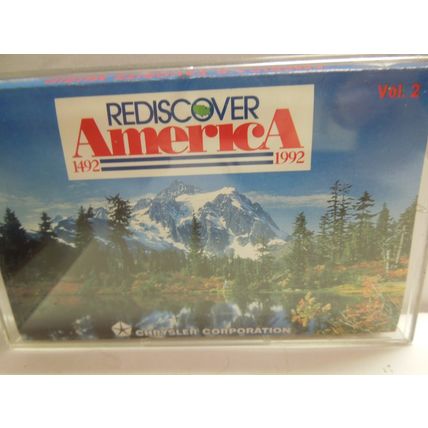 REDISCOVER
AmericA
1492 1992
Vol. 2
CHRYSLER CORPORATION